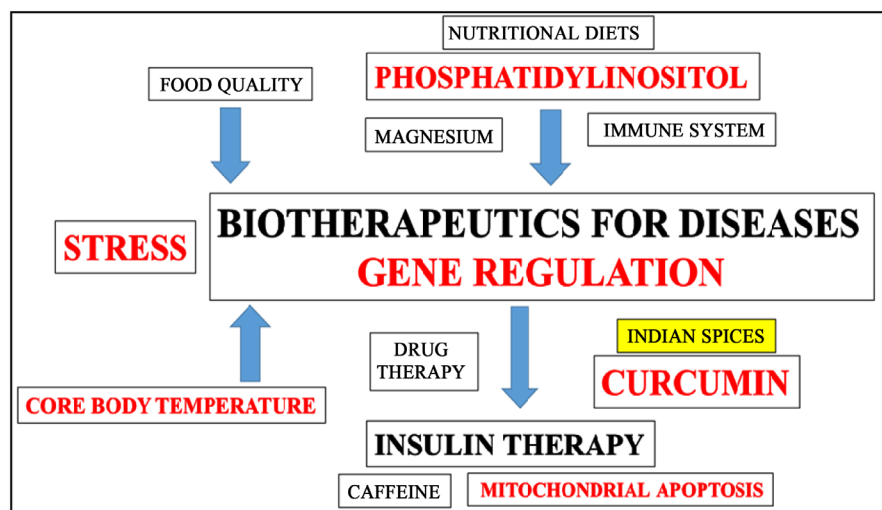 NUTRITIONAL DIETS
PHOSPHATIDYLINOSITOL
FOOD QUALITY
MAGNESIUM
IMMUNE SYSTEM
STRESS
BIOTHERAPEUTICS FOR DISEASES
GENE REGULATION
DRUG
THERAPY
INDIAN SPICES
CURCUMIN
CORE BODY TEMPERATURE
INSULIN THERAPY
CAFFEINE
MITOCHONDRIAL APOPTOSIS